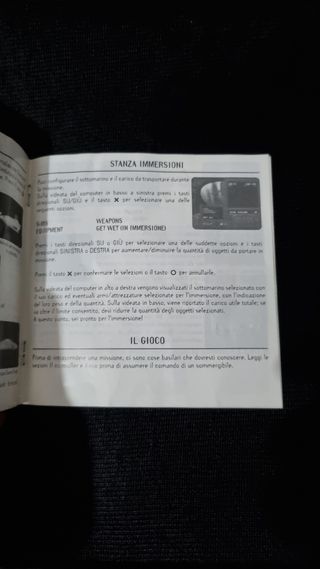 STANZA IMMERSIONI
Puoi configurare il sottomarino e il carico da trasportare durante
la missione.
Sulla videata del computer in basso a sinistra premi i tasti
direzionali SU/GIÙ e il tasto ✕ per selezionare una delle
seguenti opzioni.
WEAPONS
EQUIPMENT GET WET ON (IMMERSIONE)
Premi i tasti direzionali SU o GIÙ per selezionare una delle suddette opzioni e i tasti
direzionali SINISTRA o DESTRA per aumentare/diminuire la quantità di oggetti da portare in
missione.
Premi il tasto ✕ per confermare le selezioni o il tasto O per annullarle.
Sulla videata del computer in alto a destra vengono visualizzati il sottomarino selezionato con
il suo carico ed eventuali armi/attrezzature selezionate per l'immersione, con l'indicazione
del loro peso e della quantità. Sulla videata in basso, viene riportato il carico utile totale; se
va oltre il limite consentito, devi ridurre la quantità degli oggetti selezionati.
A questo punto, sei pronto per l'immersione!
IL GIOCO
Prima di intraprendere una missione, ci sono cose basilari che dovresti conoscere. Leggi le
sezioni Il controller e prima di assumere il comando di un sommergibile.